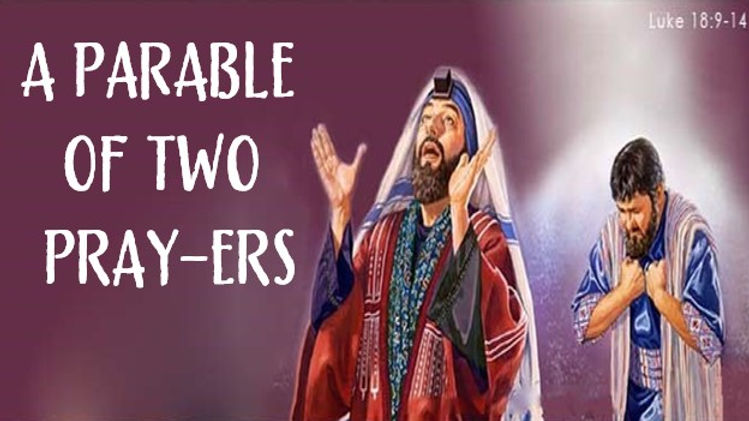 Luke 18:9-14
A PARABLE
OF TWO
PRAY-ERS